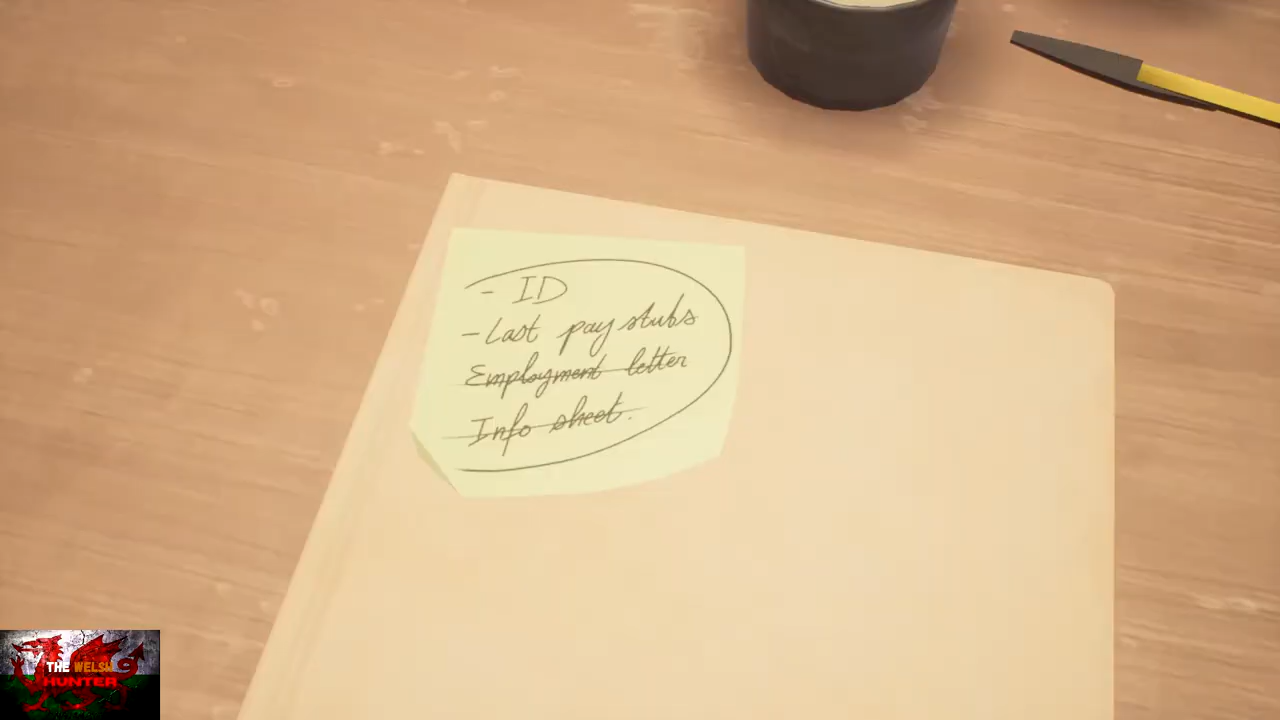 - ID
- Last pay stubs
Employment letter
Info sheet.
THE WELSH
HUNTER